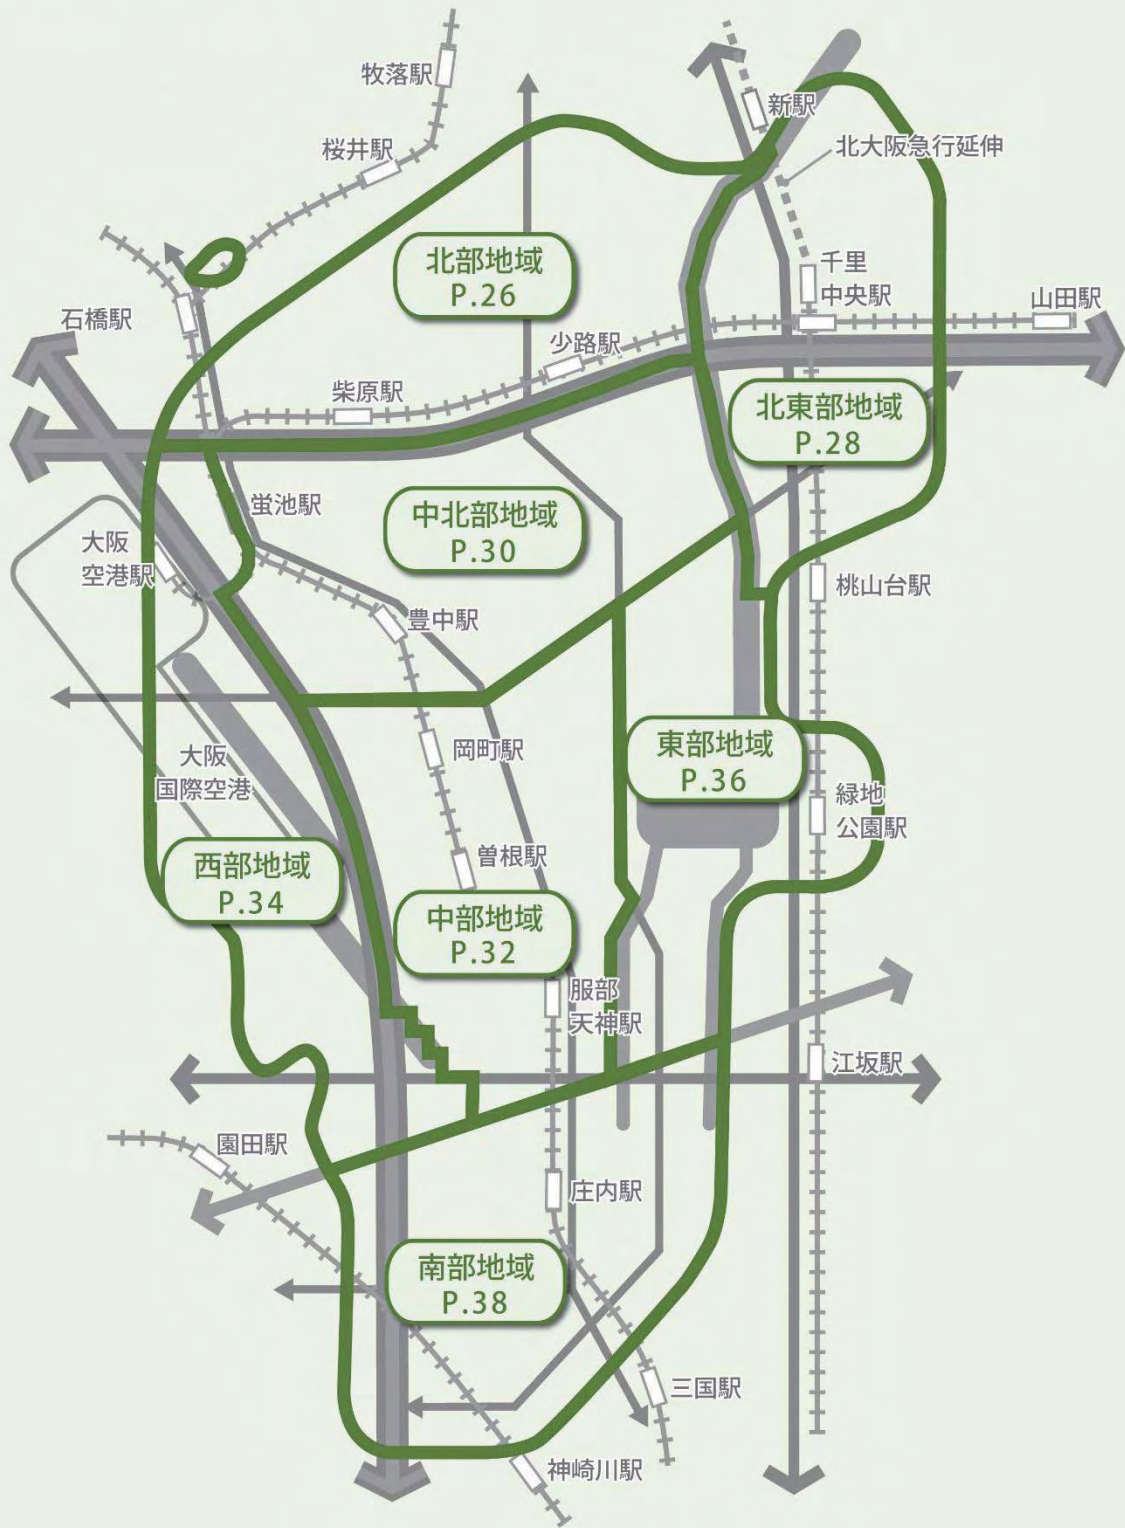 牧落駅
新駅
桜井駅
北大阪急行延伸
北部地域
P.26
千里
中央駅
山田駅
石橋駅
少路駅
柴原駅
北東部地域
P.28
蛍池駅
中北部地域
P.30
大阪
空港駅
桃山台駅
豊中駅
岡町駅
東部地域
P.36
大阪
国際空港
緑地
公園駅
曽根駅
西部地域
P.34
中部地域
P.32
服部
天神駅
江坂駅
園田駅
庄内駅
南部地域
P.38
三国駅
神崎川駅